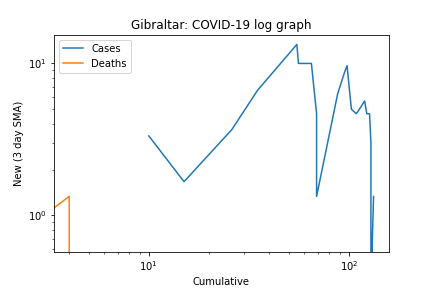 Gibraltar: COVID-19 log graph
Cases
Deaths
New (3 day SMA)
10¹
10⁰
10¹
10²
Cumulative